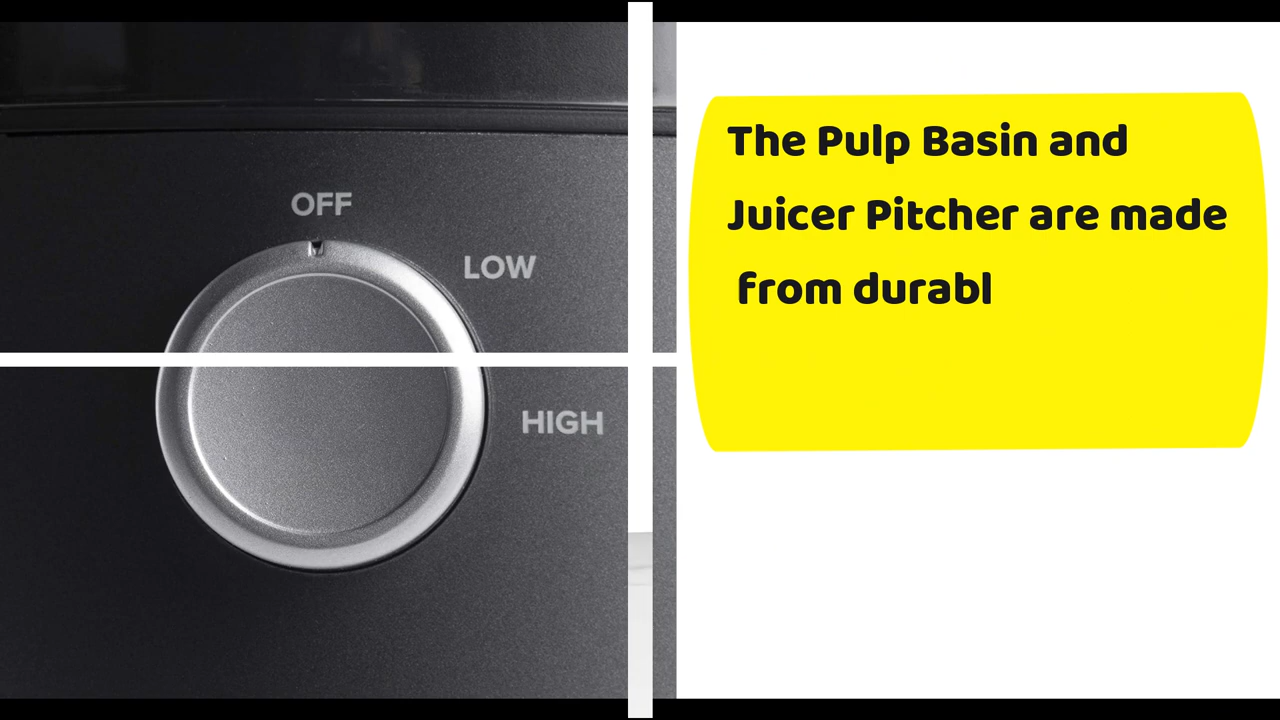 OFF
LOW
HIGH
The Pulp Basin and
Juicer Pitcher are made
from durabl